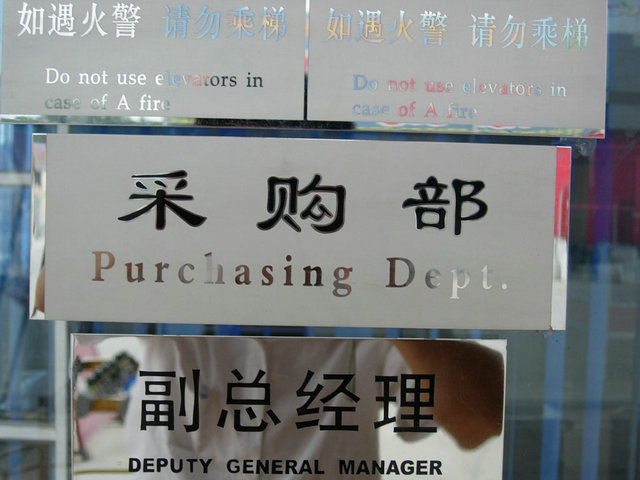 如遇火警 请勿乘梯
Do not use elevators in
case of A fire
如遇火警 请勿乘梯
Do not use elevators in
case of A fire
采购部
Purchasing Dept.
副总经理
DEPUTY GENERAL MANAGER